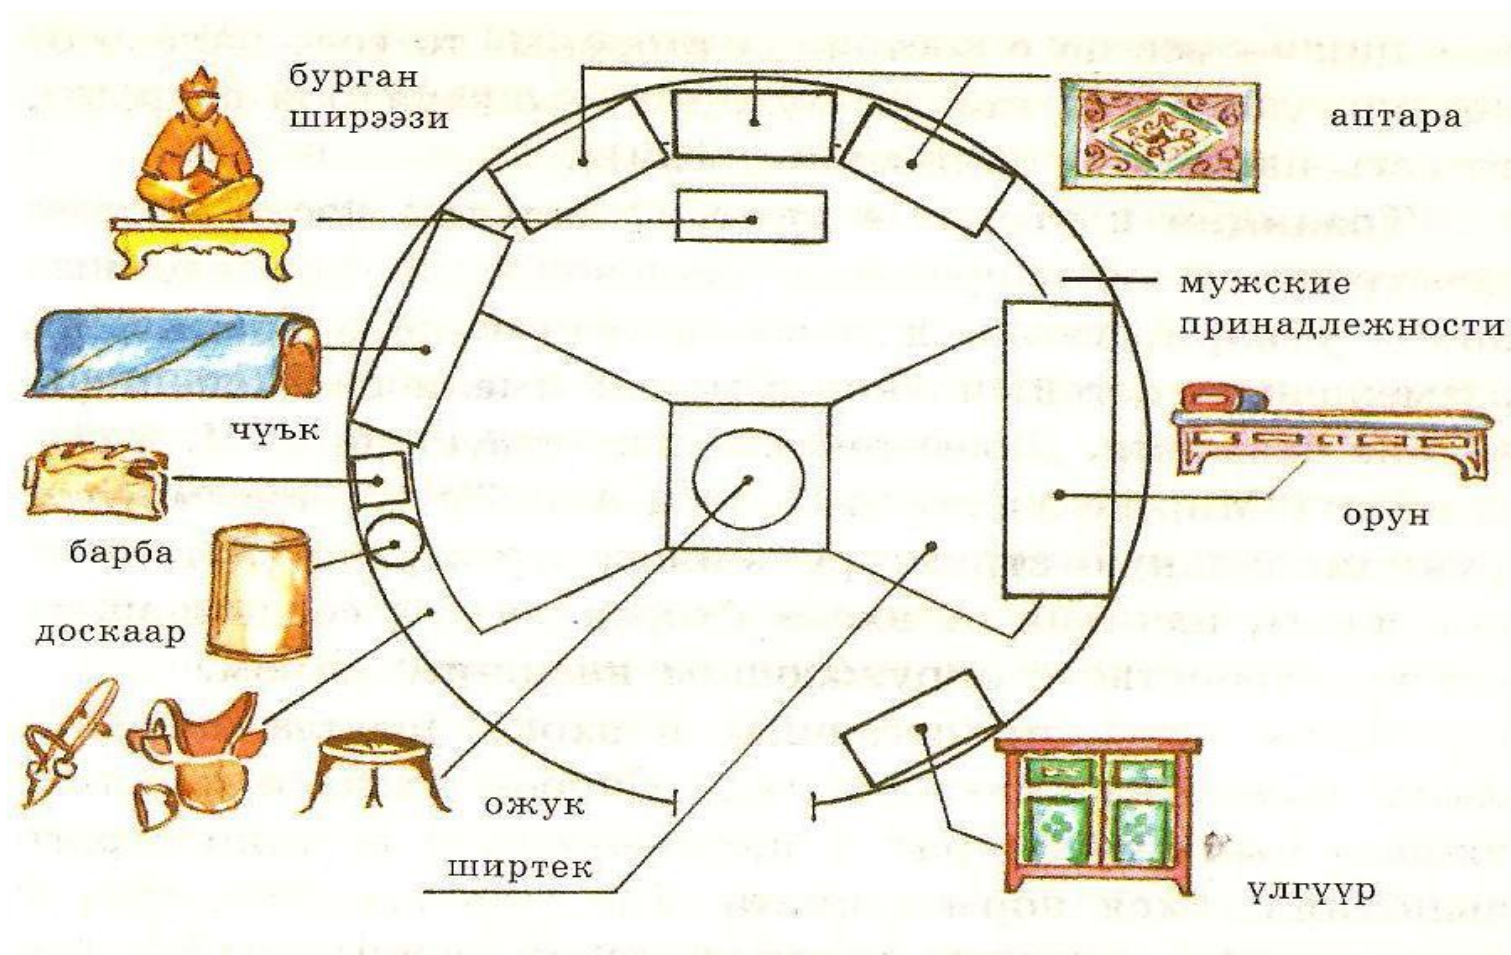 бурган
ширээзи
аптара
мужские
принадлежности
чүък
орун
барба
доскаар
ожук
ширтек
үлгүүр